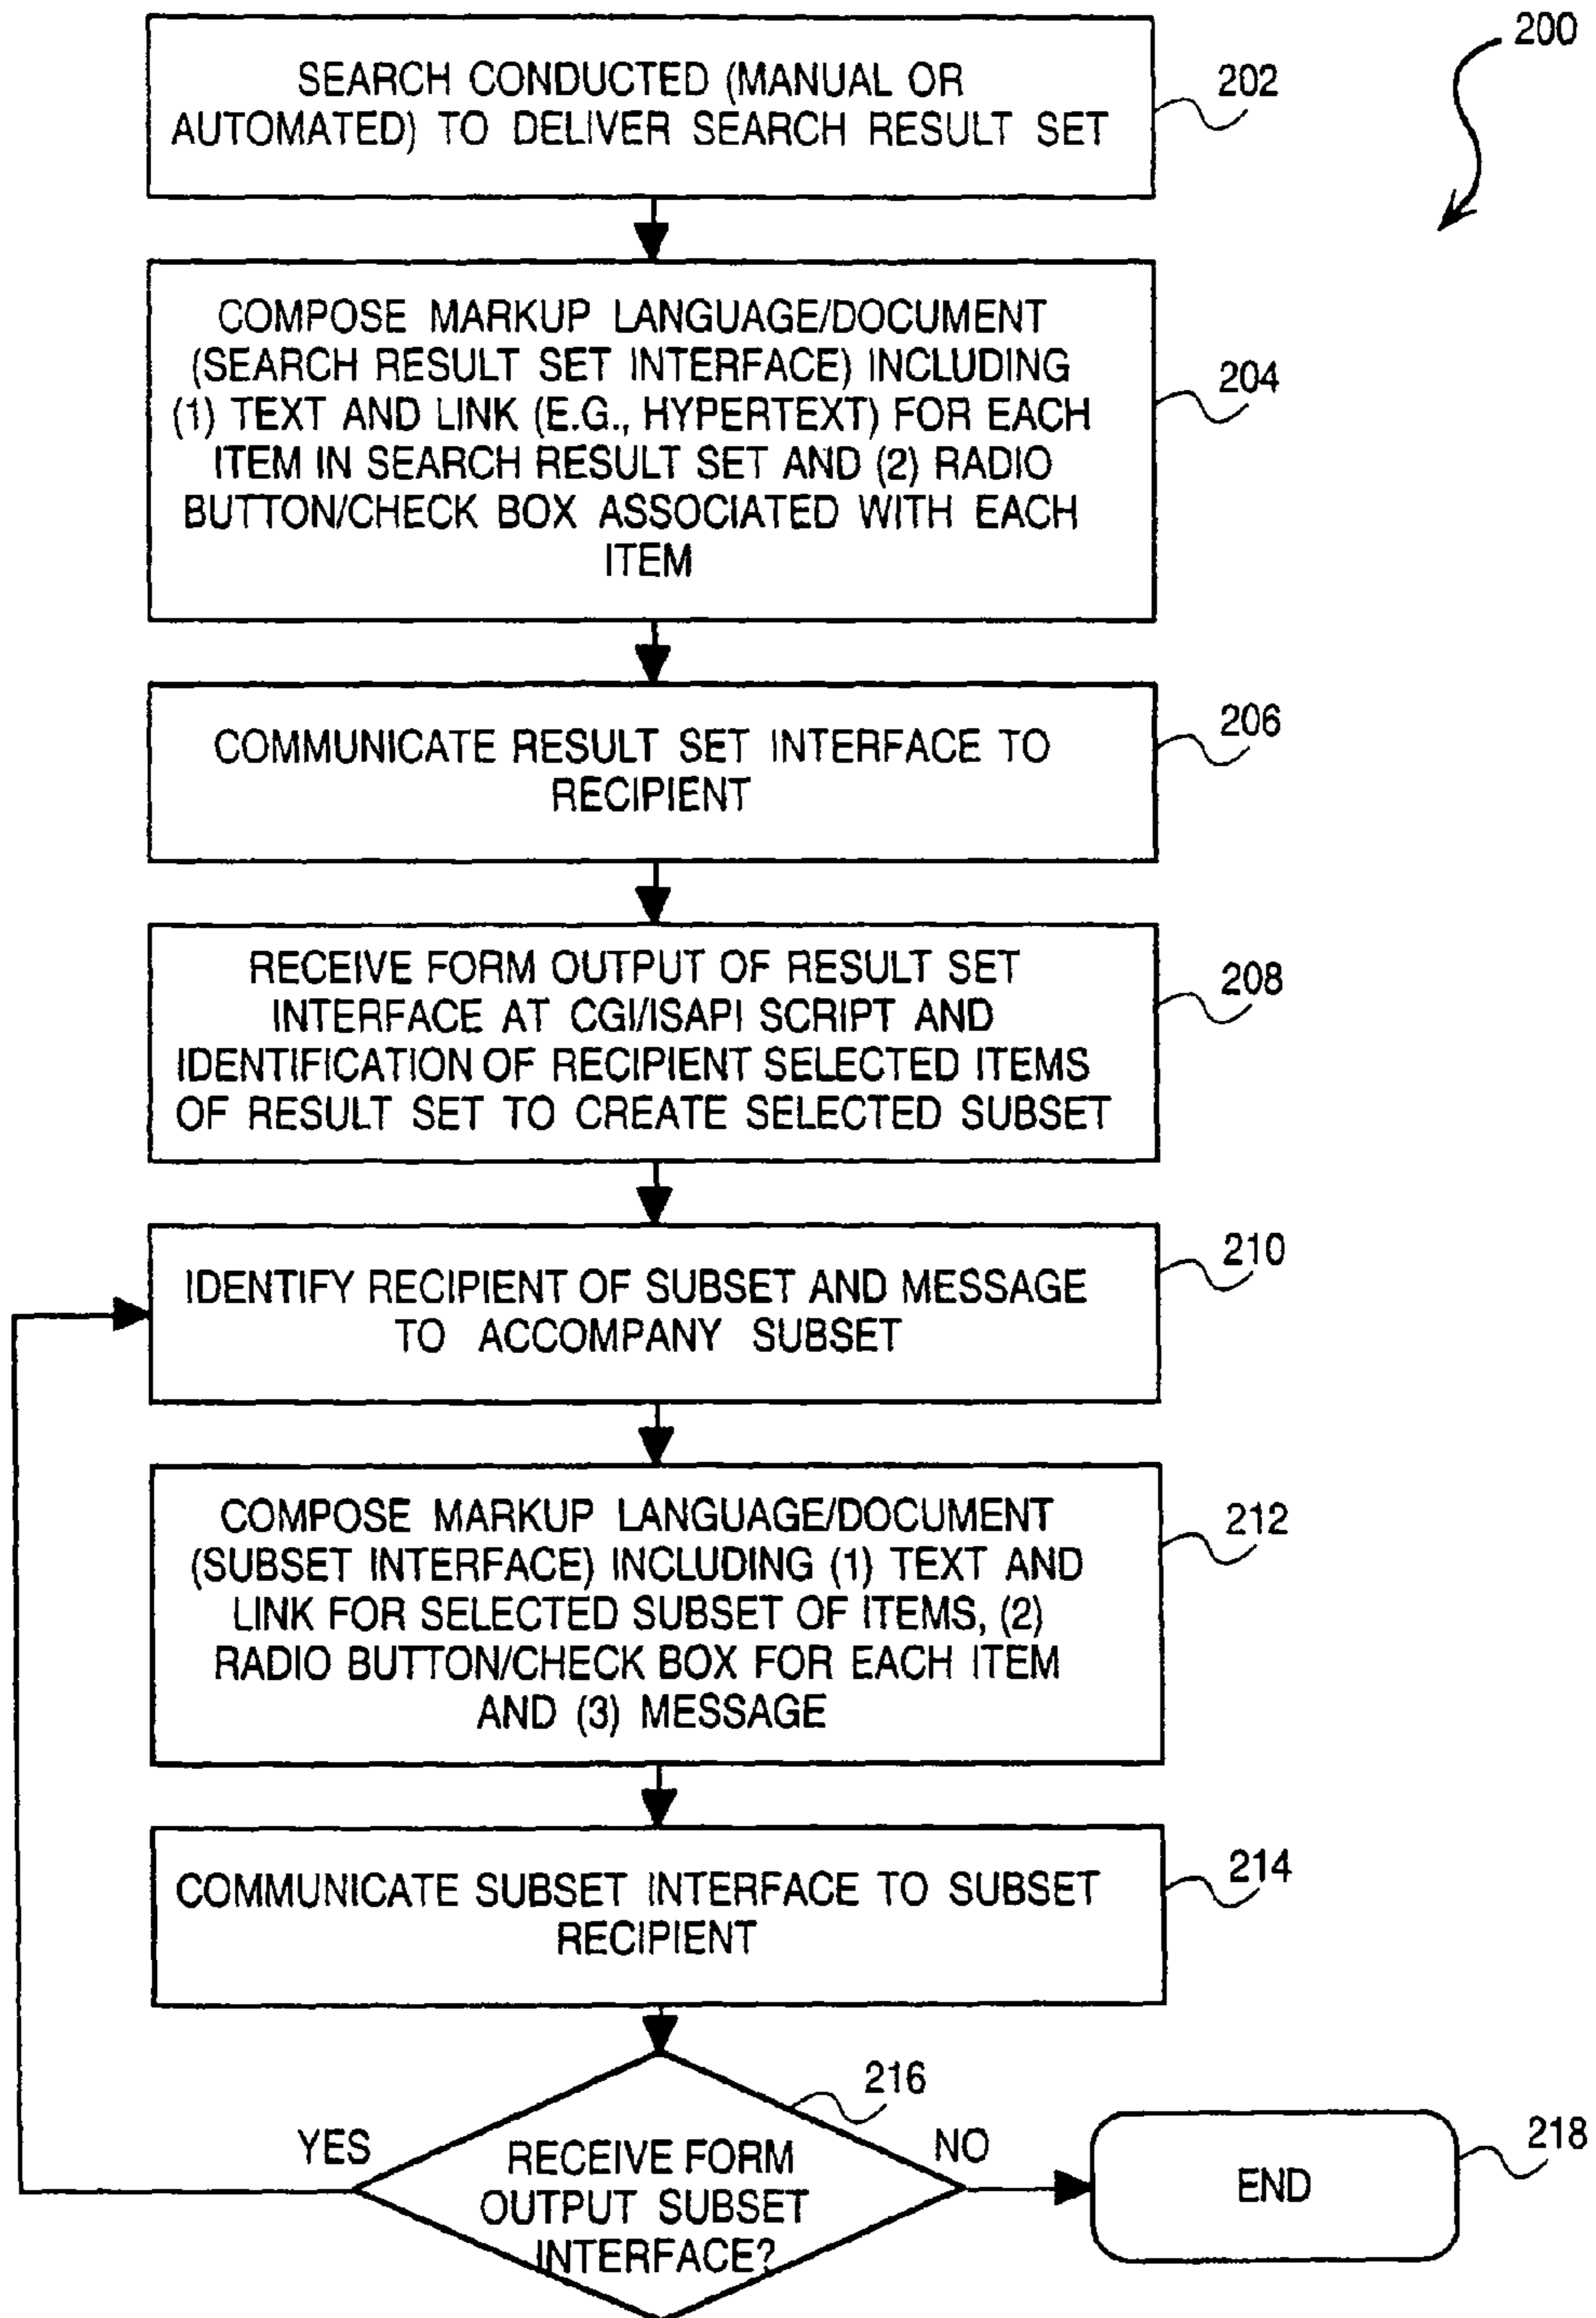 200
SEARCH CONDUCTED (MANUAL OR
AUTOMATED) TO DELIVER SEARCH RESULT SET
202
COMPOSE MARKUP LANGUAGE/DOCUMENT
(SEARCH RESULT SET INTERFACE) INCLUDING
(1) TEXT AND LINK (E.G., HYPERTEXT) FOR EACH
ITEM IN SEARCH RESULT SET AND (2) RADIO
BUTTON/CHECK BOX ASSOCIATED WITH EACH
ITEM
204
COMMUNICATE RESULT SET INTERFACE TO
RECIPIENT
206
RECEIVE FORM OUTPUT OF RESULT SET
INTERFACE AT CGI/ISAPI SCRIPT AND
IDENTIFICATION OF RECIPIENT SELECTED ITEMS
OF RESULT SET TO CREATE SELECTED SUBSET
208
IDENTIFY RECIPIENT OF SUBSET AND MESSAGE
TO ACCOMPANY SUBSET
210
COMPOSE MARKUP LANGUAGE/DOCUMENT
(SUBSET INTERFACE) INCLUDING (1) TEXT AND
LINK FOR SELECTED SUBSET OF ITEMS, (2)
RADIO BUTTON/CHECK BOX FOR EACH ITEM
AND (3) MESSAGE
212
COMMUNICATE SUBSET INTERFACE TO SUBSET
RECIPIENT
214
216
YES
RECEIVE FORM
OUTPUT SUBSET
INTERFACE?
NO
END
218